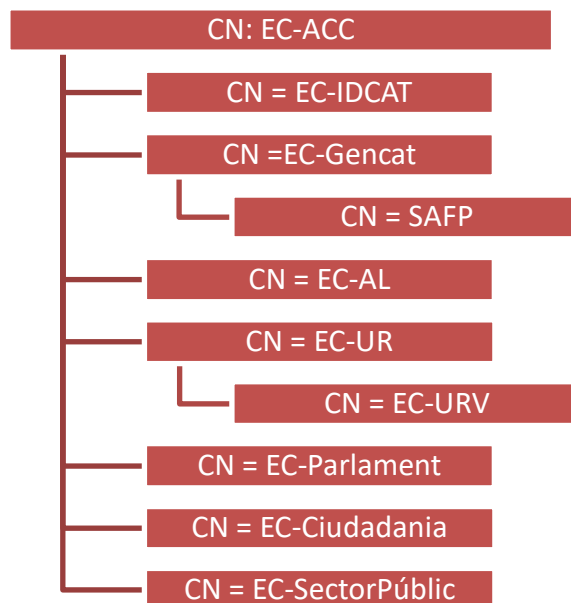 CN: EC-ACC
CN = EC-IDCAT
CN =EC-Gencat
CN = SAFP
CN = EC-AL
CN = EC-UR
CN = EC-URV
CN = EC-Parlament
CN = EC-Ciudadania
CN = EC-SectorPúblic